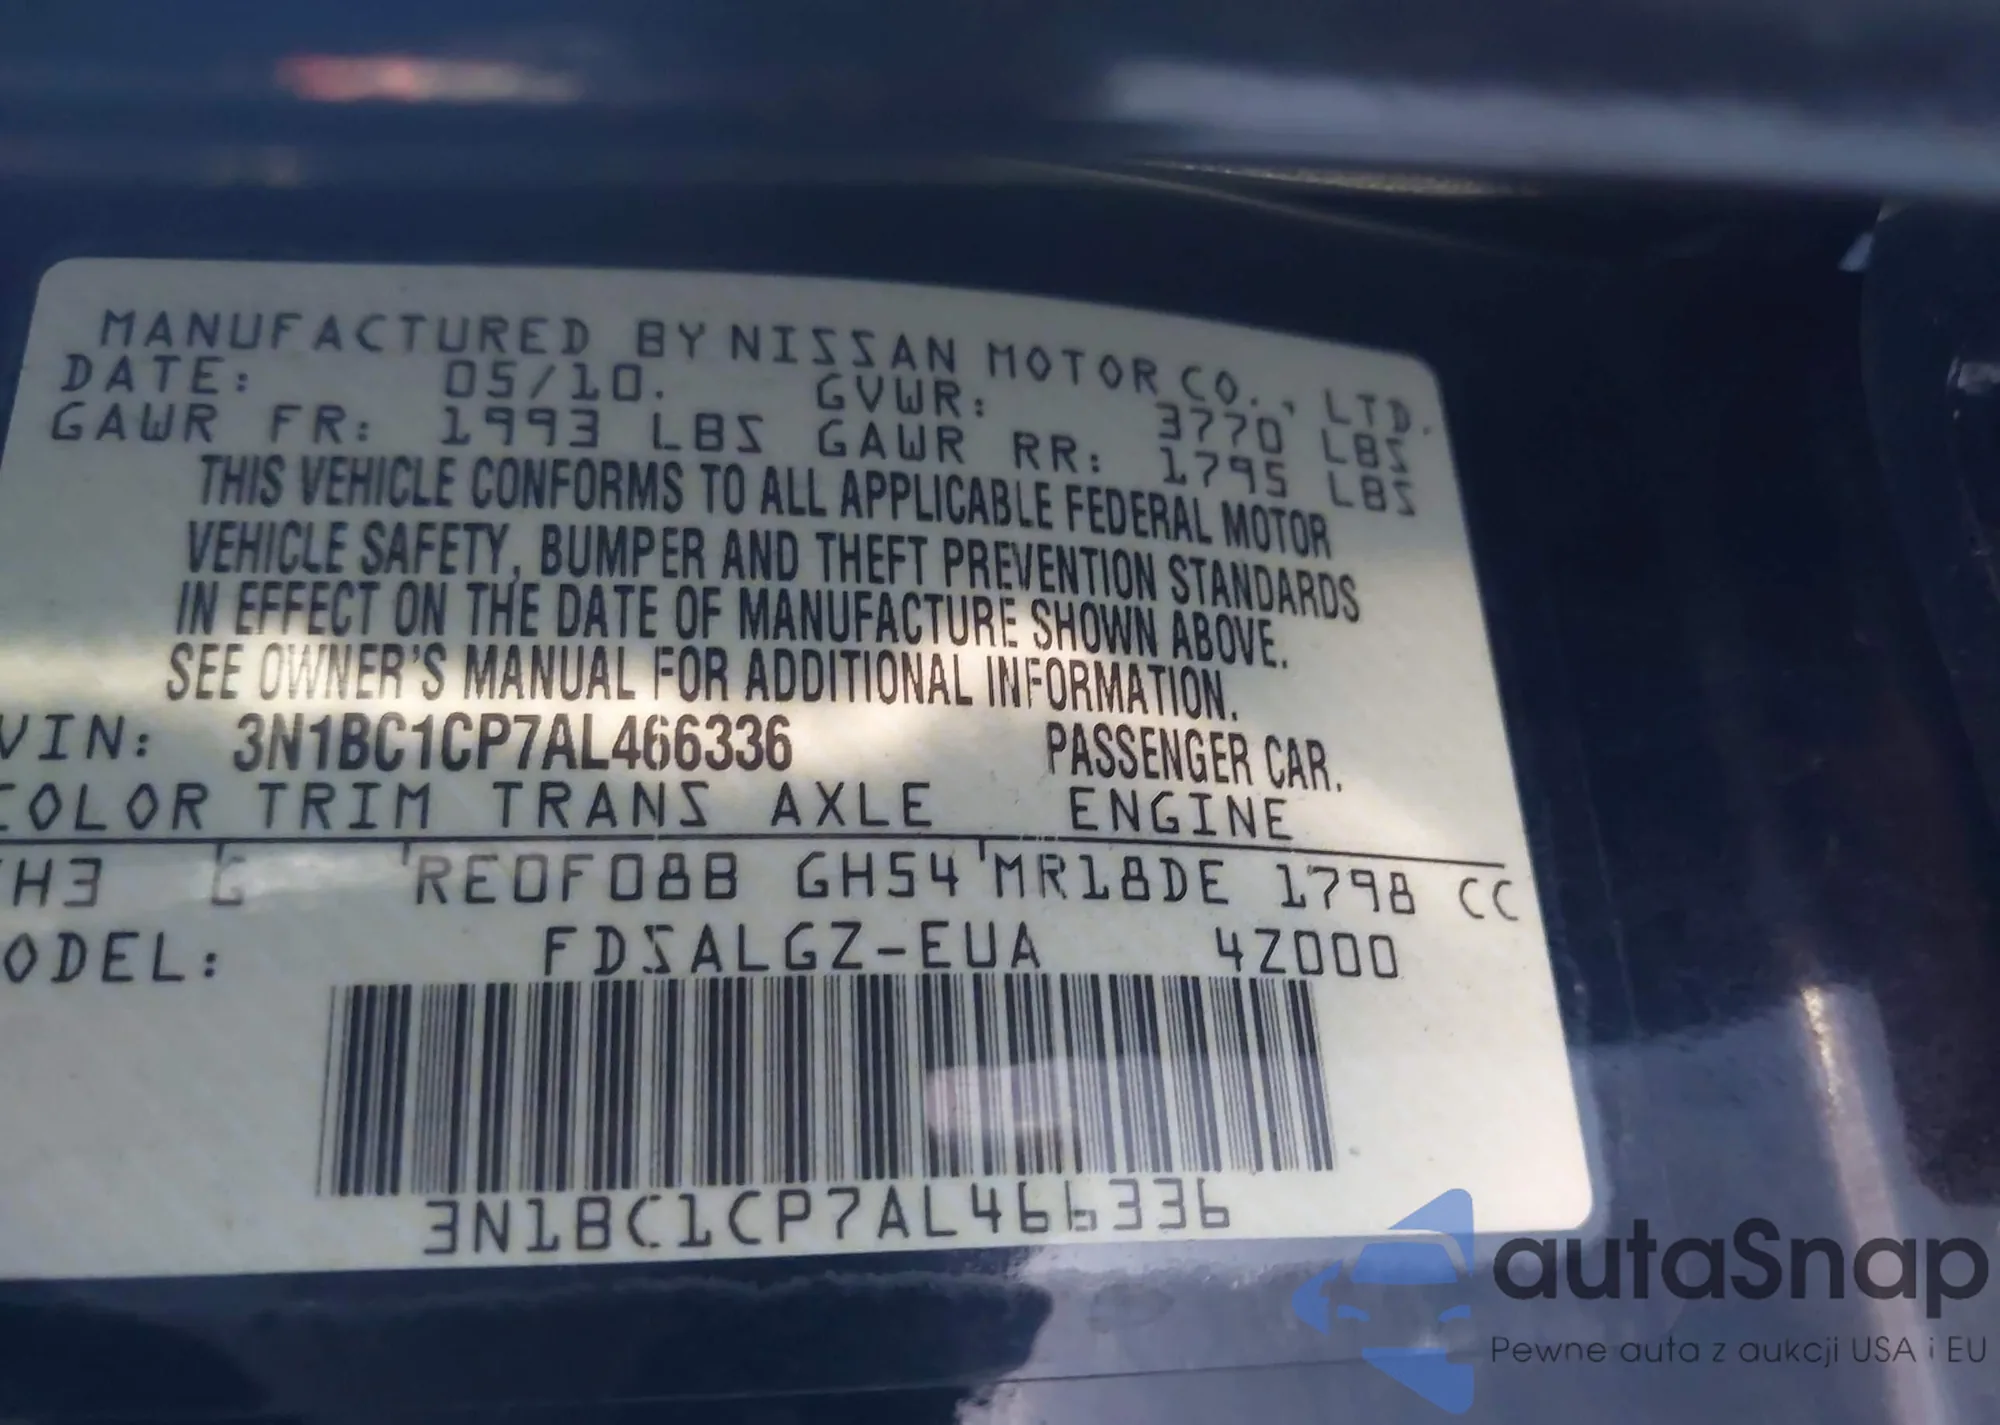 MANUFACTURED BY NISSAN MOTOR CO., LTD.
DATE: 05/10. GVWR: 3770 LBS
GAWR FR: 1993 LBS GAWR RR: 1795 LBS
THIS VEHICLE CONFORMS TO ALL APPLICABLE FEDERAL MOTOR
VEHICLE SAFETY, BUMPER AND THEFT PREVENTION STANDARDS
IN EFFECT ON THE DATE OF MANUFACTURE SHOWN ABOVE.
SEE OWNER'S MANUAL FOR ADDITIONAL INFORMATION.
VIN: 3N1BC1CP7AL466336 PASSENGER CAR.
COLOR TRIM TRANS AXLE ENGINE
H3 G RE0F08B GH54 MR18DE 1798 CC
ODEL: FDSALGZ-EUA 4Z000
3N1BC1CP7AL466336
autaSnap
Pewne auta z aukcji USA i EU